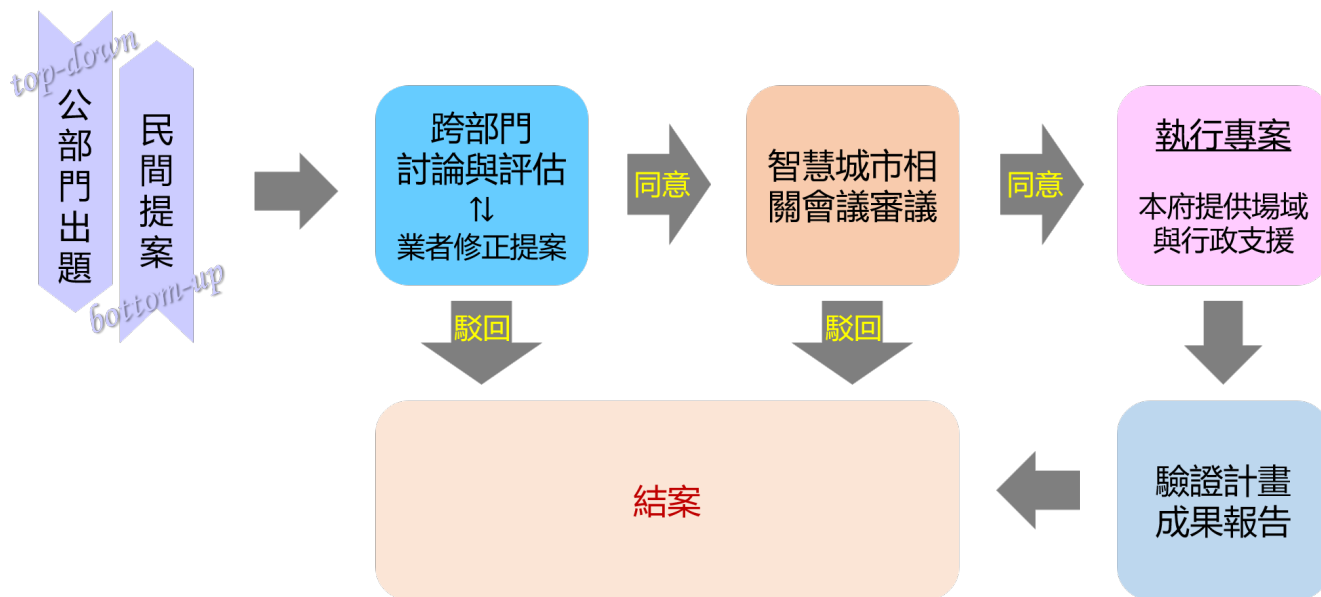 top-down
公部門出題
民間提案
bottom-up
跨部門
討論與評估
⇅
業者修正提案
同意
智慧城市相
關會議審議
同意
執行專案
本府提供場域
與行政支援
駁回
駁回
結案
驗證計畫
成果報告